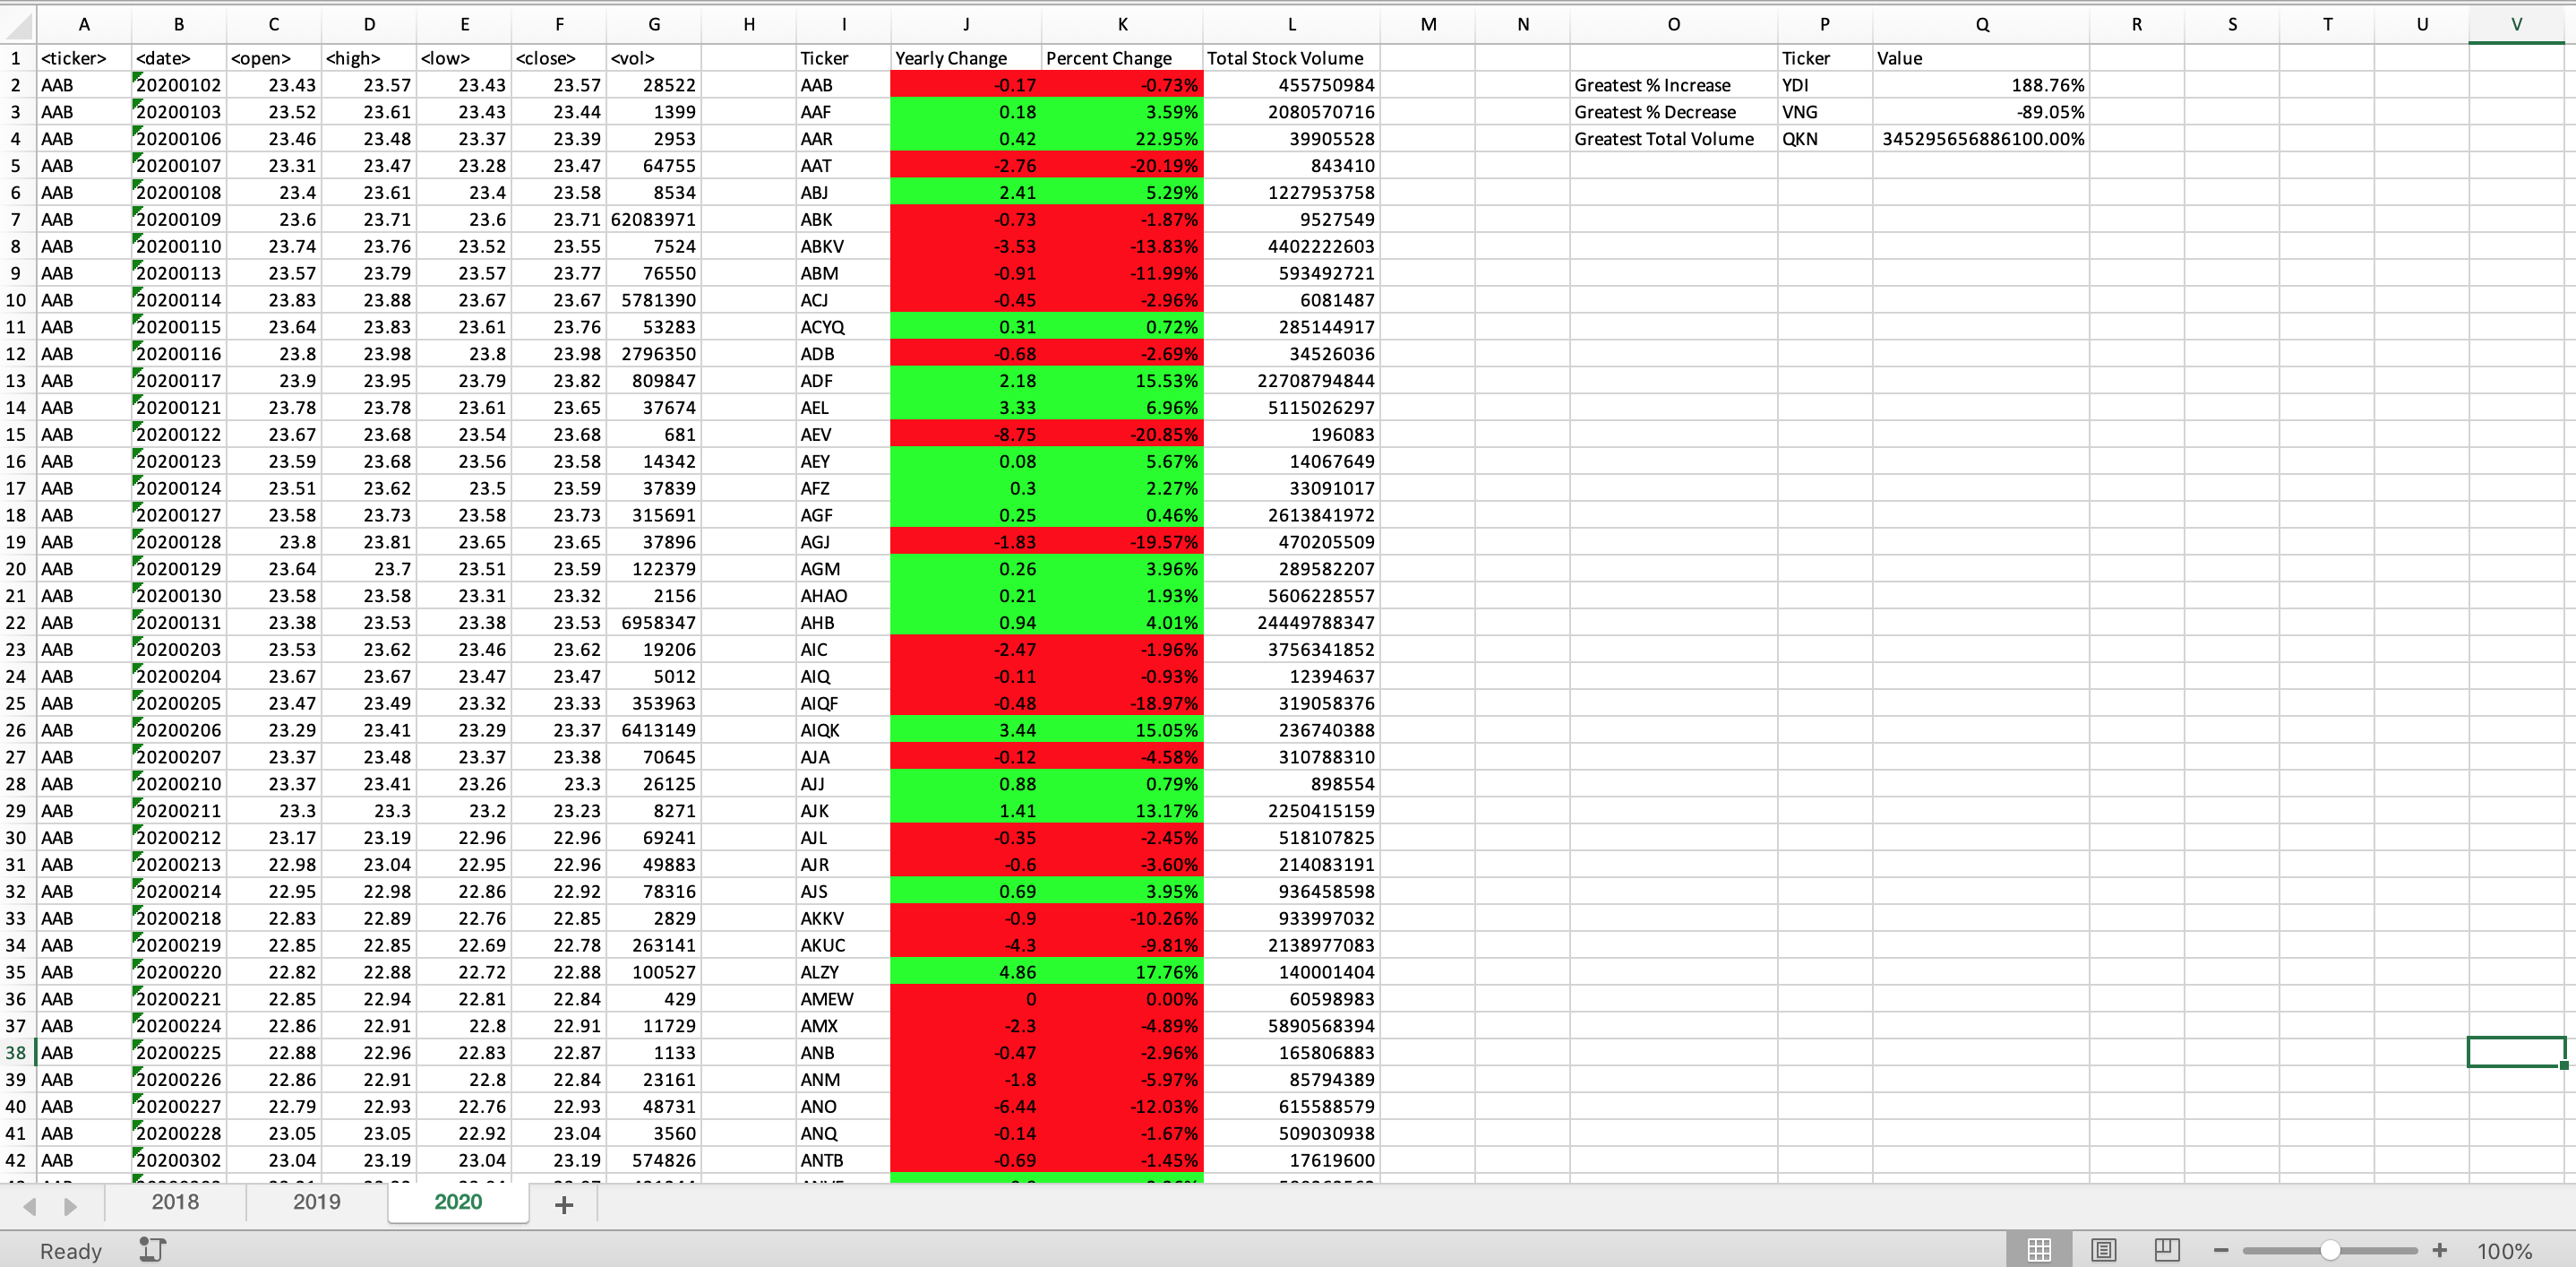 A B C D E F G H I J K L M N O P Q R S T U V
1 <ticker> <date> <open> <high> <low> <close> <vol> Ticker Yearly Change Percent Change Total Stock Volume Ticker Value
2 AAB 20200102 23.43 23.57 23.43 23.57 28522 AAB -0.17 -0.73% 455750984 Greatest % Increase YDI 188.76%
3 AAB 20200103 23.52 23.61 23.43 23.44 1399 AAF 0.18 3.59% 2080570716 Greatest % Decrease VNG -89.05%
4 AAB 20200106 23.46 23.48 23.37 23.39 2953 AAR 0.42 22.95% 39905528 Greatest Total Volume QKN 345295656886100.00%
5 AAB 20200107 23.31 23.47 23.28 23.47 64755 AAT -2.76 -20.19% 843410
6 AAB 20200108 23.4 23.61 23.4 23.58 8534 ABJ 2.41 5.29% 1227953758
7 AAB 20200109 23.6 23.71 23.6 23.71 62083971 ABK -0.73 -1.87% 9527549
8 AAB 20200110 23.74 23.76 23.52 23.55 7524 ABKV -3.53 -13.83% 4402222603
9 AAB 20200113 23.57 23.79 23.57 23.77 76550 ABM -0.91 -11.99% 593492721
10 AAB 20200114 23.83 23.88 23.67 23.67 5781390 ACJ -0.45 -2.96% 6081487
11 AAB 20200115 23.64 23.83 23.61 23.76 53283 ACYQ 0.31 0.72% 285144917
12 AAB 20200116 23.8 23.98 23.8 23.98 2796350 ADB -0.68 -2.69% 34526036
13 AAB 20200117 23.9 23.95 23.79 23.82 809847 ADF 2.18 15.53% 22708794844
14 AAB 20200121 23.78 23.78 23.61 23.65 37674 AEL 3.33 6.96% 5115026297
15 AAB 20200122 23.67 23.68 23.54 23.68 681 AEV -8.75 -20.85% 196083
16 AAB 20200123 23.59 23.68 23.56 23.58 14342 AEY 0.08 5.67% 14067649
17 AAB 20200124 23.51 23.62 23.5 23.59 37839 AFZ 0.3 2.27% 33091017
18 AAB 20200127 23.58 23.73 23.58 23.73 315691 AGF 0.25 0.46% 2613841972
19 AAB 20200128 23.8 23.81 23.65 23.65 37896 AGJ -1.83 -19.57% 470205509
20 AAB 20200129 23.64 23.7 23.51 23.59 122379 AGM 0.26 3.96% 289582207
21 AAB 20200130 23.58 23.58 23.31 23.32 2156 AHAO 0.21 1.93% 5606228557
22 AAB 20200131 23.38 23.53 23.38 23.53 6958347 AHB 0.94 4.01% 24449788347
23 AAB 20200203 23.53 23.62 23.46 23.62 19206 AIC -2.47 -1.96% 3756341852
24 AAB 20200204 23.67 23.67 23.47 23.47 5012 AIQ -0.11 -0.93% 12394637
25 AAB 20200205 23.47 23.49 23.32 23.33 353963 AIQF -0.48 -18.97% 319058376
26 AAB 20200206 23.29 23.41 23.29 23.37 6413149 AIQK 3.44 15.05% 236740388
27 AAB 20200207 23.37 23.48 23.37 23.38 70645 AJA -0.12 -4.58% 310788310
28 AAB 20200210 23.37 23.41 23.26 23.3 26125 AJJ 0.88 0.79% 898554
29 AAB 20200211 23.3 23.3 23.2 23.23 8271 AJK 1.41 13.17% 2250415159
30 AAB 20200212 23.17 23.19 22.96 22.96 69241 AJL -0.35 -2.45% 518107825
31 AAB 20200213 22.98 23.04 22.95 22.96 49883 AJR -0.6 -3.60% 214083191
32 AAB 20200214 22.95 22.98 22.86 22.92 78316 AJS 0.69 3.95% 936458598
33 AAB 20200218 22.83 22.89 22.76 22.85 2829 AKKV -0.9 -10.26% 933997032
34 AAB 20200219 22.85 22.85 22.69 22.78 263141 AKUC -4.3 -9.81% 2138977083
35 AAB 20200220 22.82 22.88 22.72 22.88 100527 ALZY 4.86 17.76% 140001404
36 AAB 20200221 22.85 22.94 22.81 22.84 429 AMEW 0 0.00% 60598983
37 AAB 20200224 22.86 22.91 22.8 22.91 11729 AMX -2.3 -4.89% 5890568394
38 AAB 20200225 22.88 22.96 22.83 22.87 1133 ANB -0.47 -2.96% 165806883
39 AAB 20200226 22.86 22.91 22.8 22.84 23161 ANM -1.8 -5.97% 85794389
40 AAB 20200227 22.79 22.93 22.76 22.93 48731 ANO -6.44 -12.03% 615588579
41 AAB 20200228 23.05 23.05 22.92 23.04 3560 ANQ -0.14 -1.67% 509030938
42 AAB 20200302 23.04 23.19 23.04 23.19 574826 ANTB -0.69 -1.45% 17619600
2018 2019 2020
Ready 100%